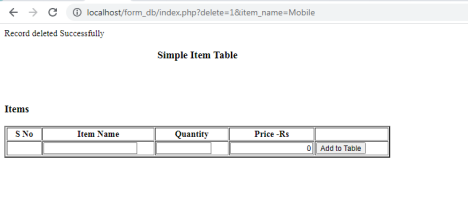 localhost/form_db/index.php?delete=1&item_name=Mobile
Record deleted Successfully
Simple Item Table
Items
S No Item Name Quantity Price -Rs
0 Add to Table